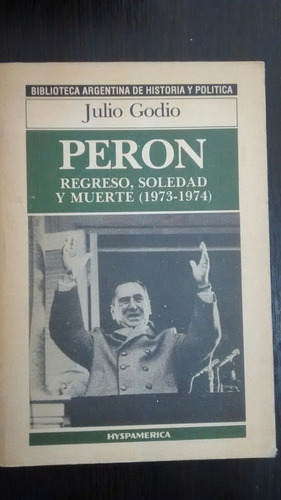 BIBLIOTECA ARGENTINA DE HISTORIA Y POLITICA
Julio Godio
PERON
REGRESO, SOLEDAD
Y MUERTE (1973-1974)
HYSPAMERICA